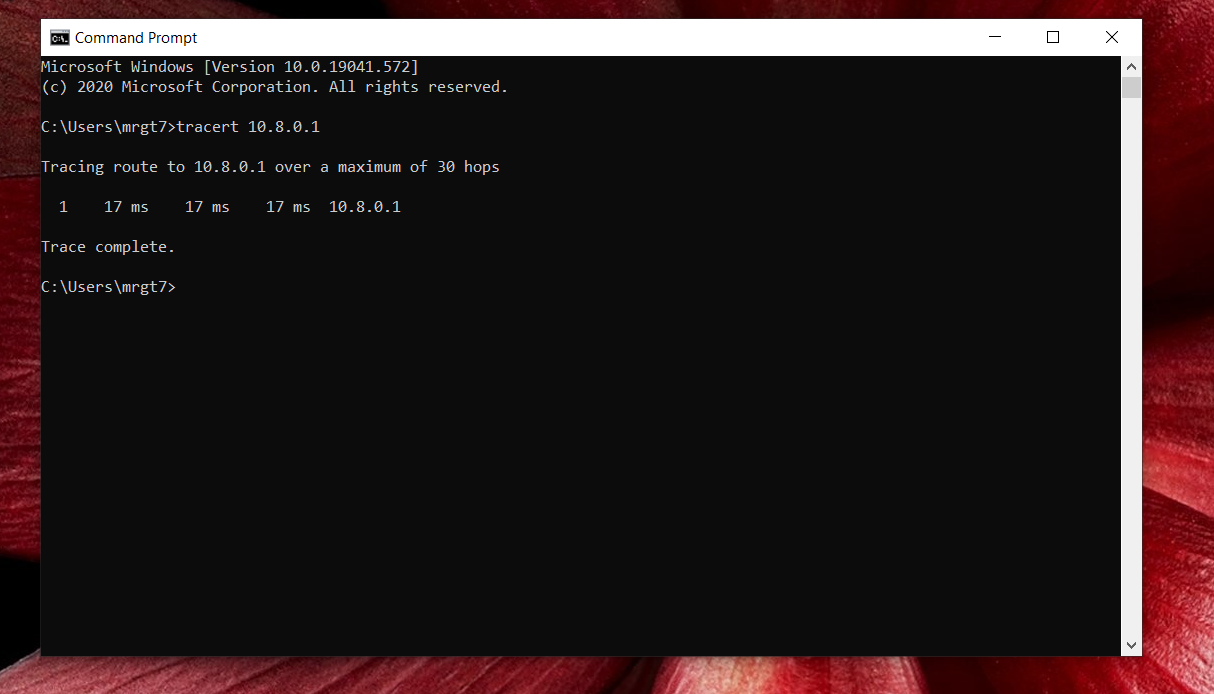 Command Prompt
Microsoft Windows [Version 10.0.19041.572]
(c) 2020 Microsoft Corporation. All rights reserved.
C:\Users\mrgt7>tracert 10.8.0.1
Tracing route to 10.8.0.1 over a maximum of 30 hops
1    17 ms    17 ms    17 ms  10.8.0.1
Trace complete.
C:\Users\mrgt7>